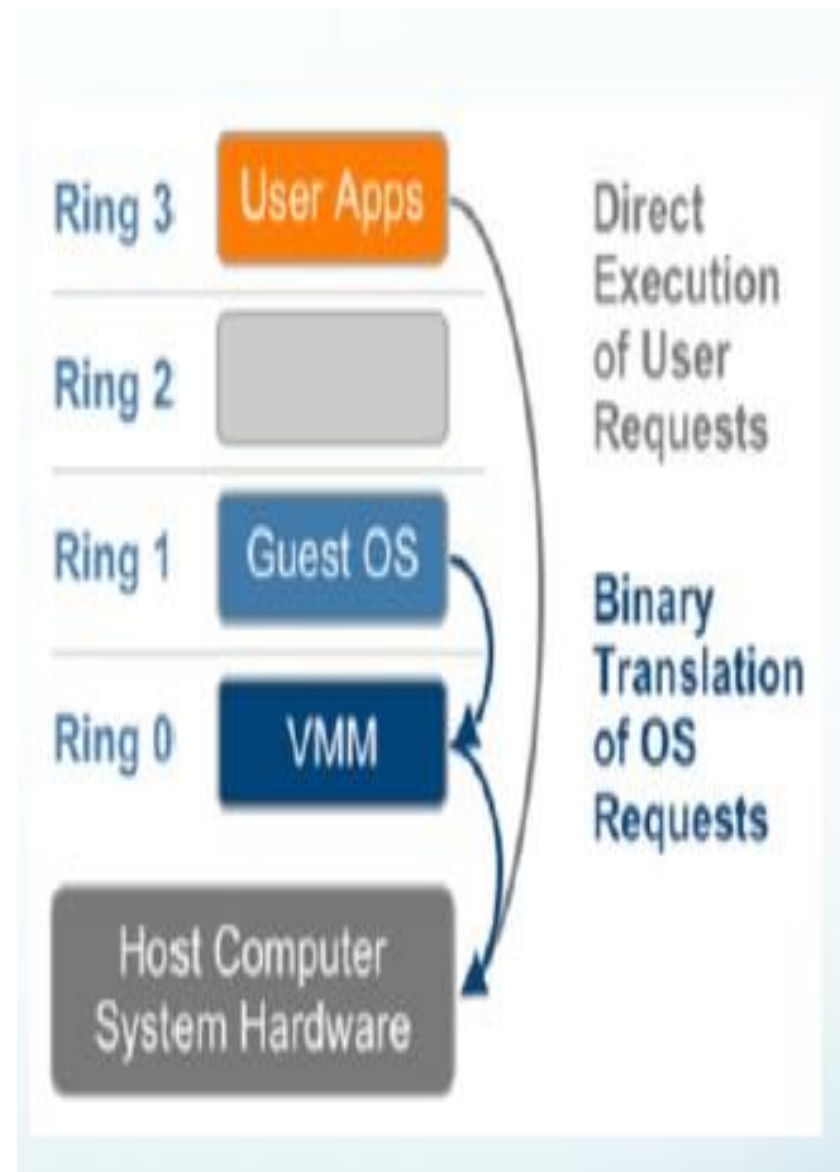 Ring 3
User Apps
Direct
Execution
of User
Requests
Ring 2
Ring 1
Guest OS
Binary
Translation
of OS
Requests
Ring 0
VMM
Host Computer
System Hardware